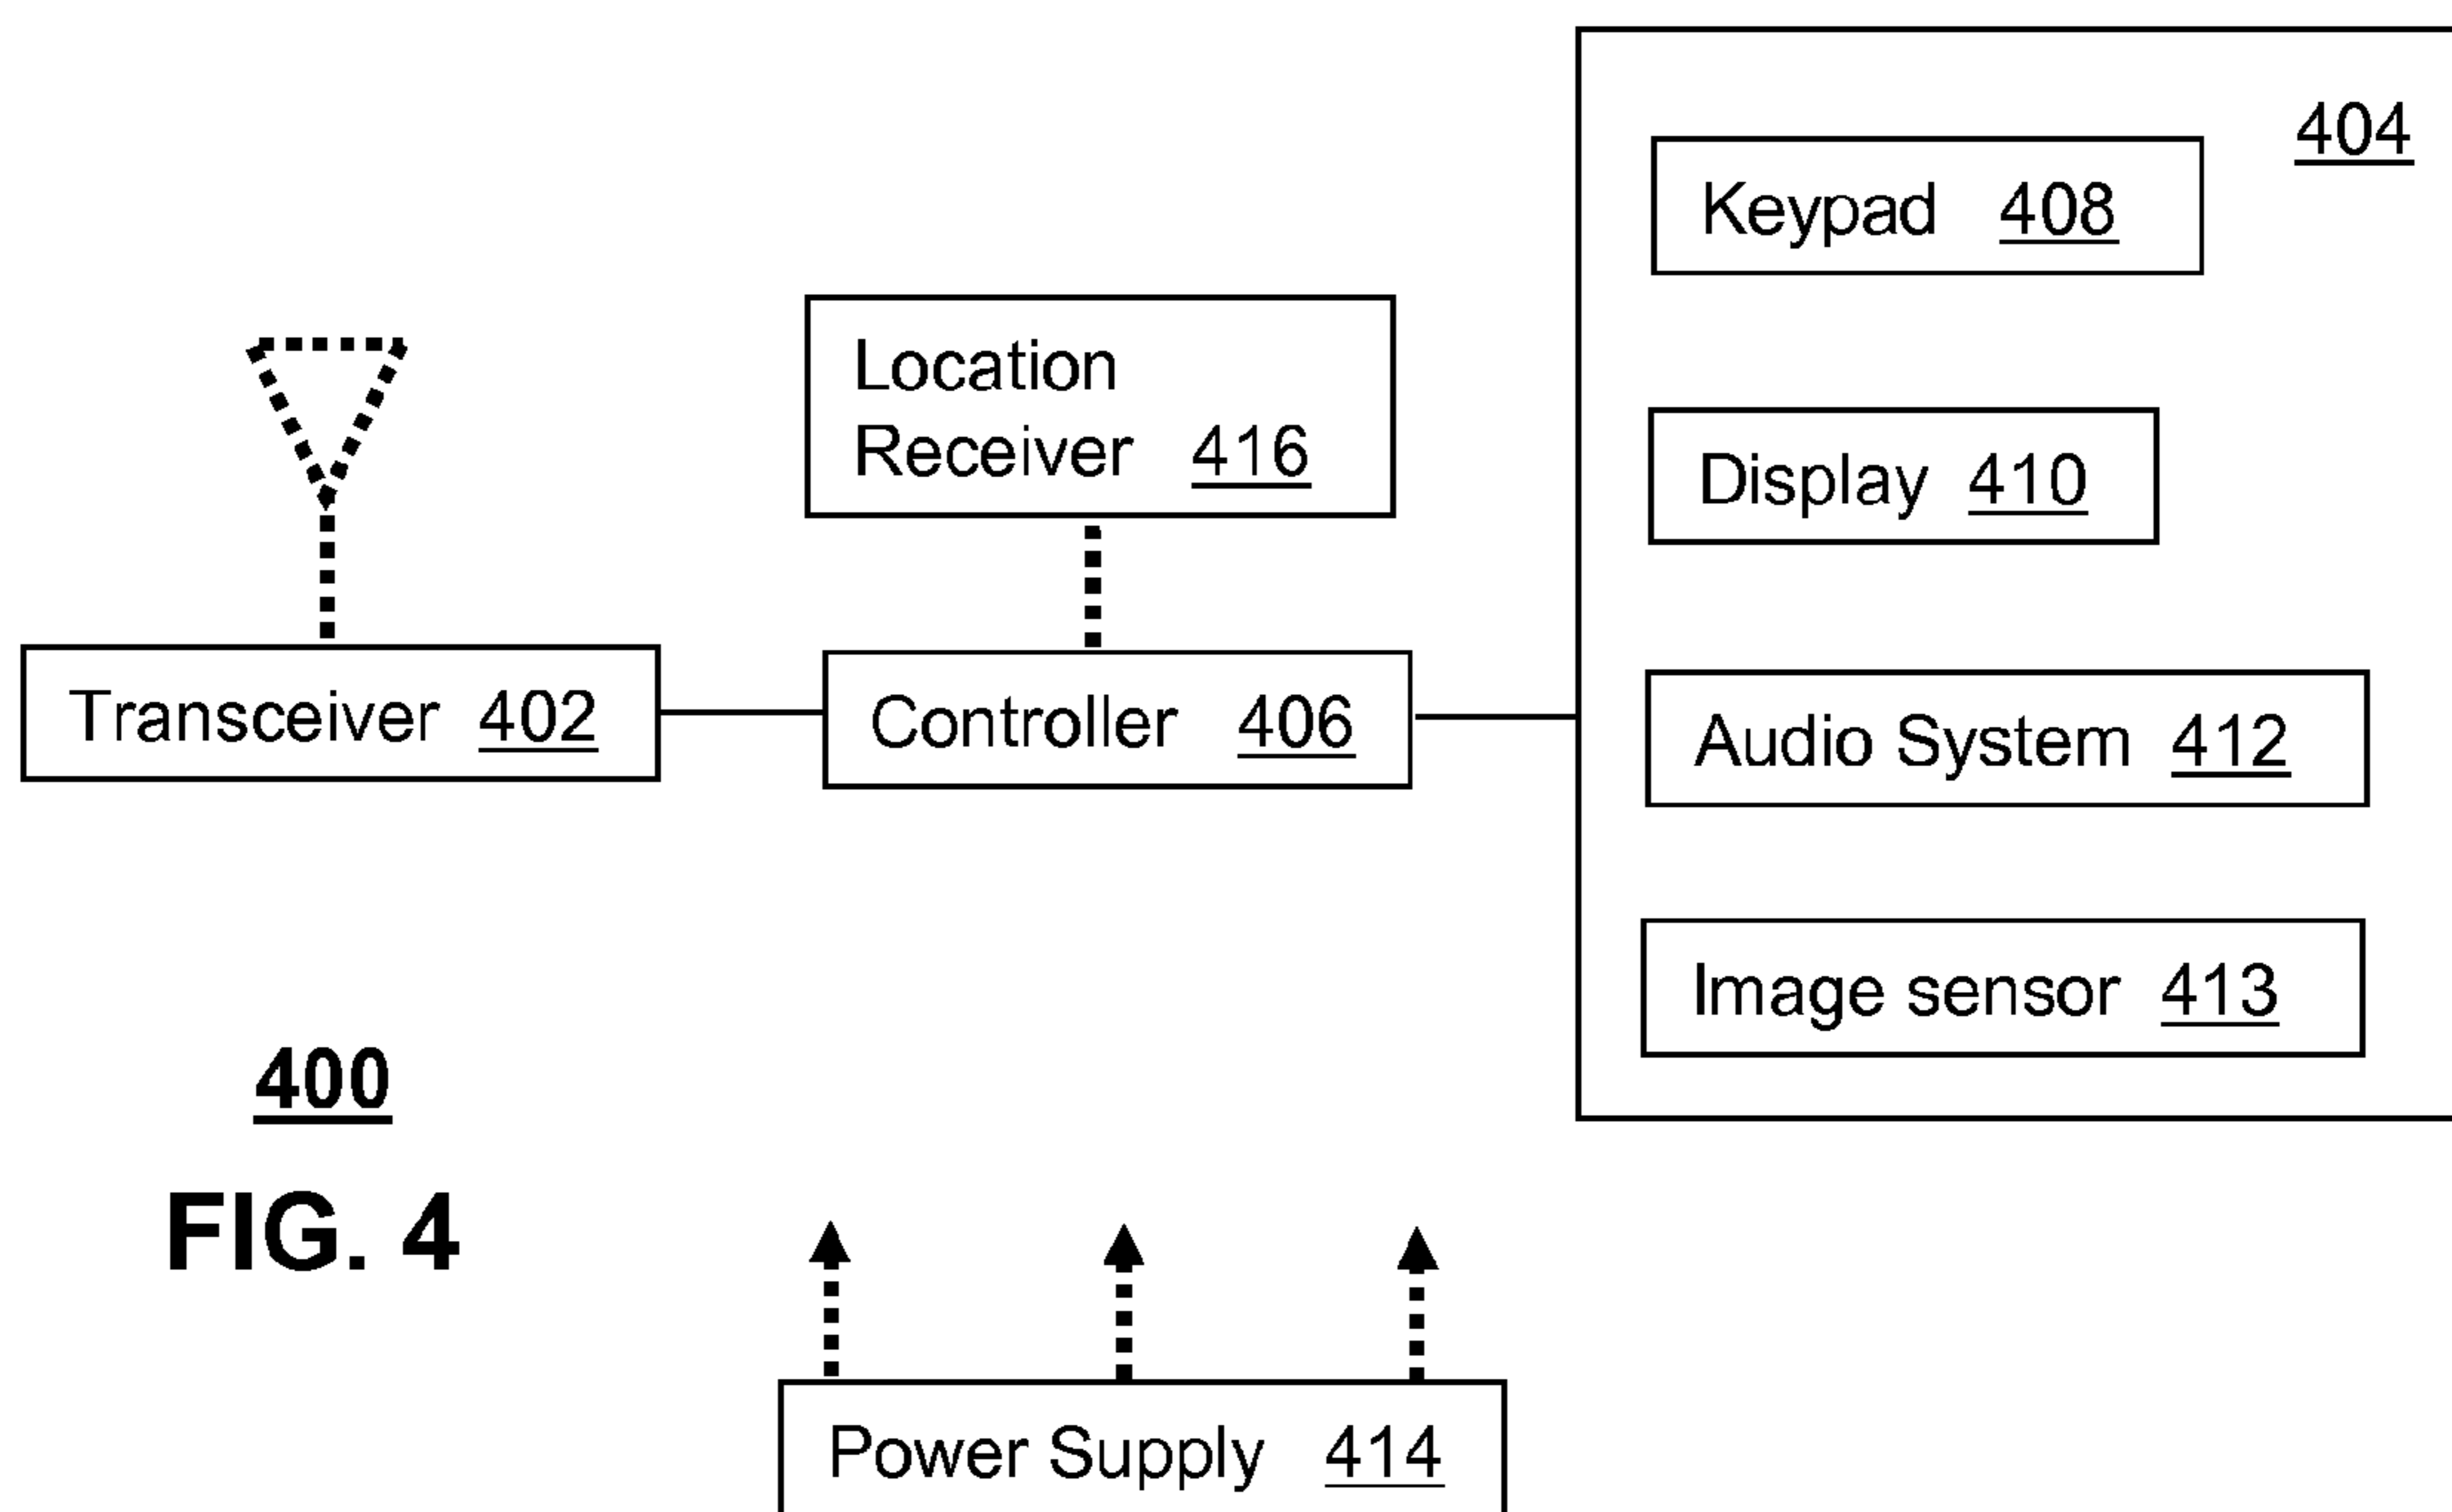 404
Keypad 408
Location
Receiver 416
Display 410
Transceiver 402
Controller 406
Audio System 412
Image sensor 413
400
FIG. 4
Power Supply 414